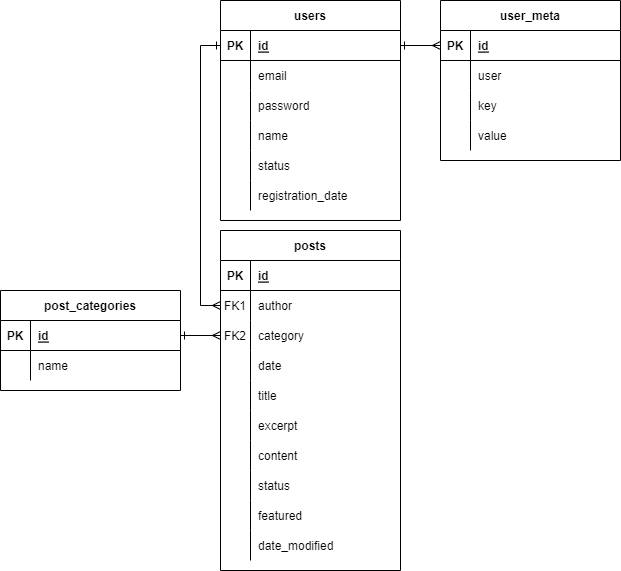 users
PK id
email
password
name
status
registration_date
user_meta
PK id
user
key
value
posts
PK id
FK1 author
FK2 category
date
title
excerpt
content
status
featured
date_modified
post_categories
PK id
name